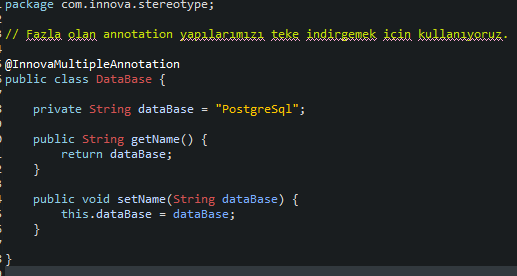 package com.innova.stereotype;
// Fazla olan annotation yapılarımızı teke indirgemek için kullanıyoruz.
@InnovaMultipleAnnotation
public class DataBase {
private String dataBase = "PostgreSql";
public String getName() {
return dataBase;
}
public void setName(String dataBase) {
this.dataBase = dataBase;
}
}